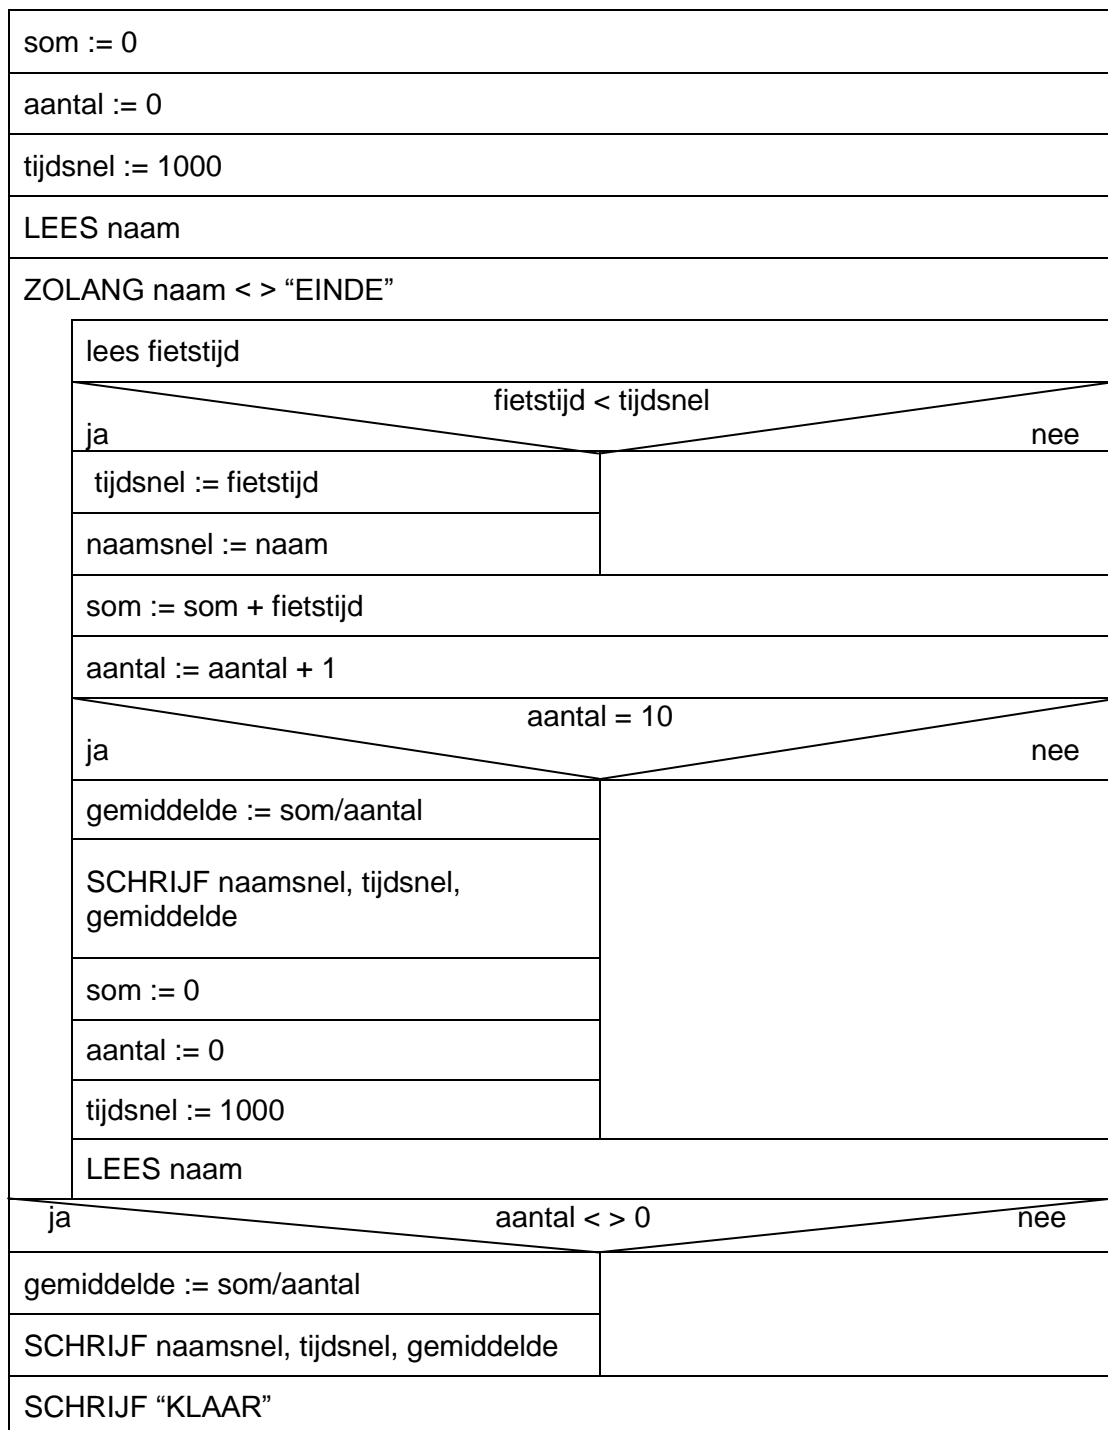 som := 0
aantal := 0
tijdsnel := 1000
LEES naam
ZOLANG naam < > “EINDE”
lees fietstijd
fietstijd < tijdsnel
ja nee
tijdsnel := fietstijd
naamsnel := naam
som := som + fietstijd
aantal := aantal + 1
aantal = 10
ja nee
gemiddelde := som/aantal
SCHRIJF naamsnel, tijdsnel,
gemiddelde
som := 0
aantal := 0
tijdsnel := 1000
LEES naam
ja aantal < > 0 nee
gemiddelde := som/aantal
SCHRIJF naamsnel, tijdsnel, gemiddelde
SCHRIJF “KLAAR”